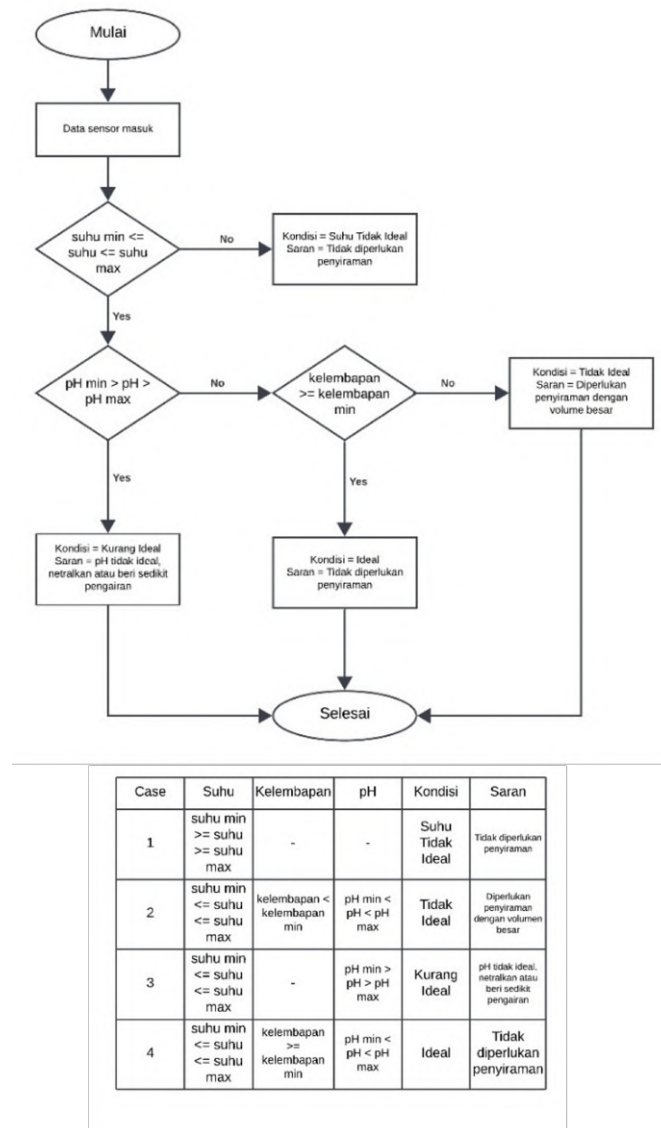 Mulai
Data sensor masuk
suhu min <=
suhu <= suhu
max
No
Kondisi = Suhu Tidak Ideal
Saran = Tidak diperlukan
penyiraman
Yes
pH min > pH >
pH max
No
kelembapan
>= kelembapan
min
No
Kondisi = Tidak Ideal
Saran = Diperlukan
penyiraman dengan
volume besar
Yes
Yes
Kondisi = Kurang Ideal
Saran = pH tidak ideal,
netralkan atau beri sedikit
pengairan
Kondisi = Ideal
Saran = Tidak diperlukan
penyiraman
Selesai
Case
Suhu
Kelembapan
pH
Kondisi
Saran
1
suhu min
>= suhu
>= suhu
max
-
-
Suhu
Tidak
Ideal
Tidak diperlukan
penyiraman
2
suhu min
<= suhu
<= suhu
max
kelembapan <
kelembapan
min
pH min <
pH < pH
max
Tidak
Ideal
Diperlukan
penyiraman
dengan volumen
besar
3
suhu min
<= suhu
<= suhu
max
-
pH min >
pH > pH
max
Kurang
Ideal
pH tidak ideal,
netralkan atau
beri sedikit
pengairan
4
suhu min
<= suhu
<= suhu
max
kelembapan
>=
kelembapan
min
pH min <
pH < pH
max
Ideal
Tidak
diperlukan
penyiraman